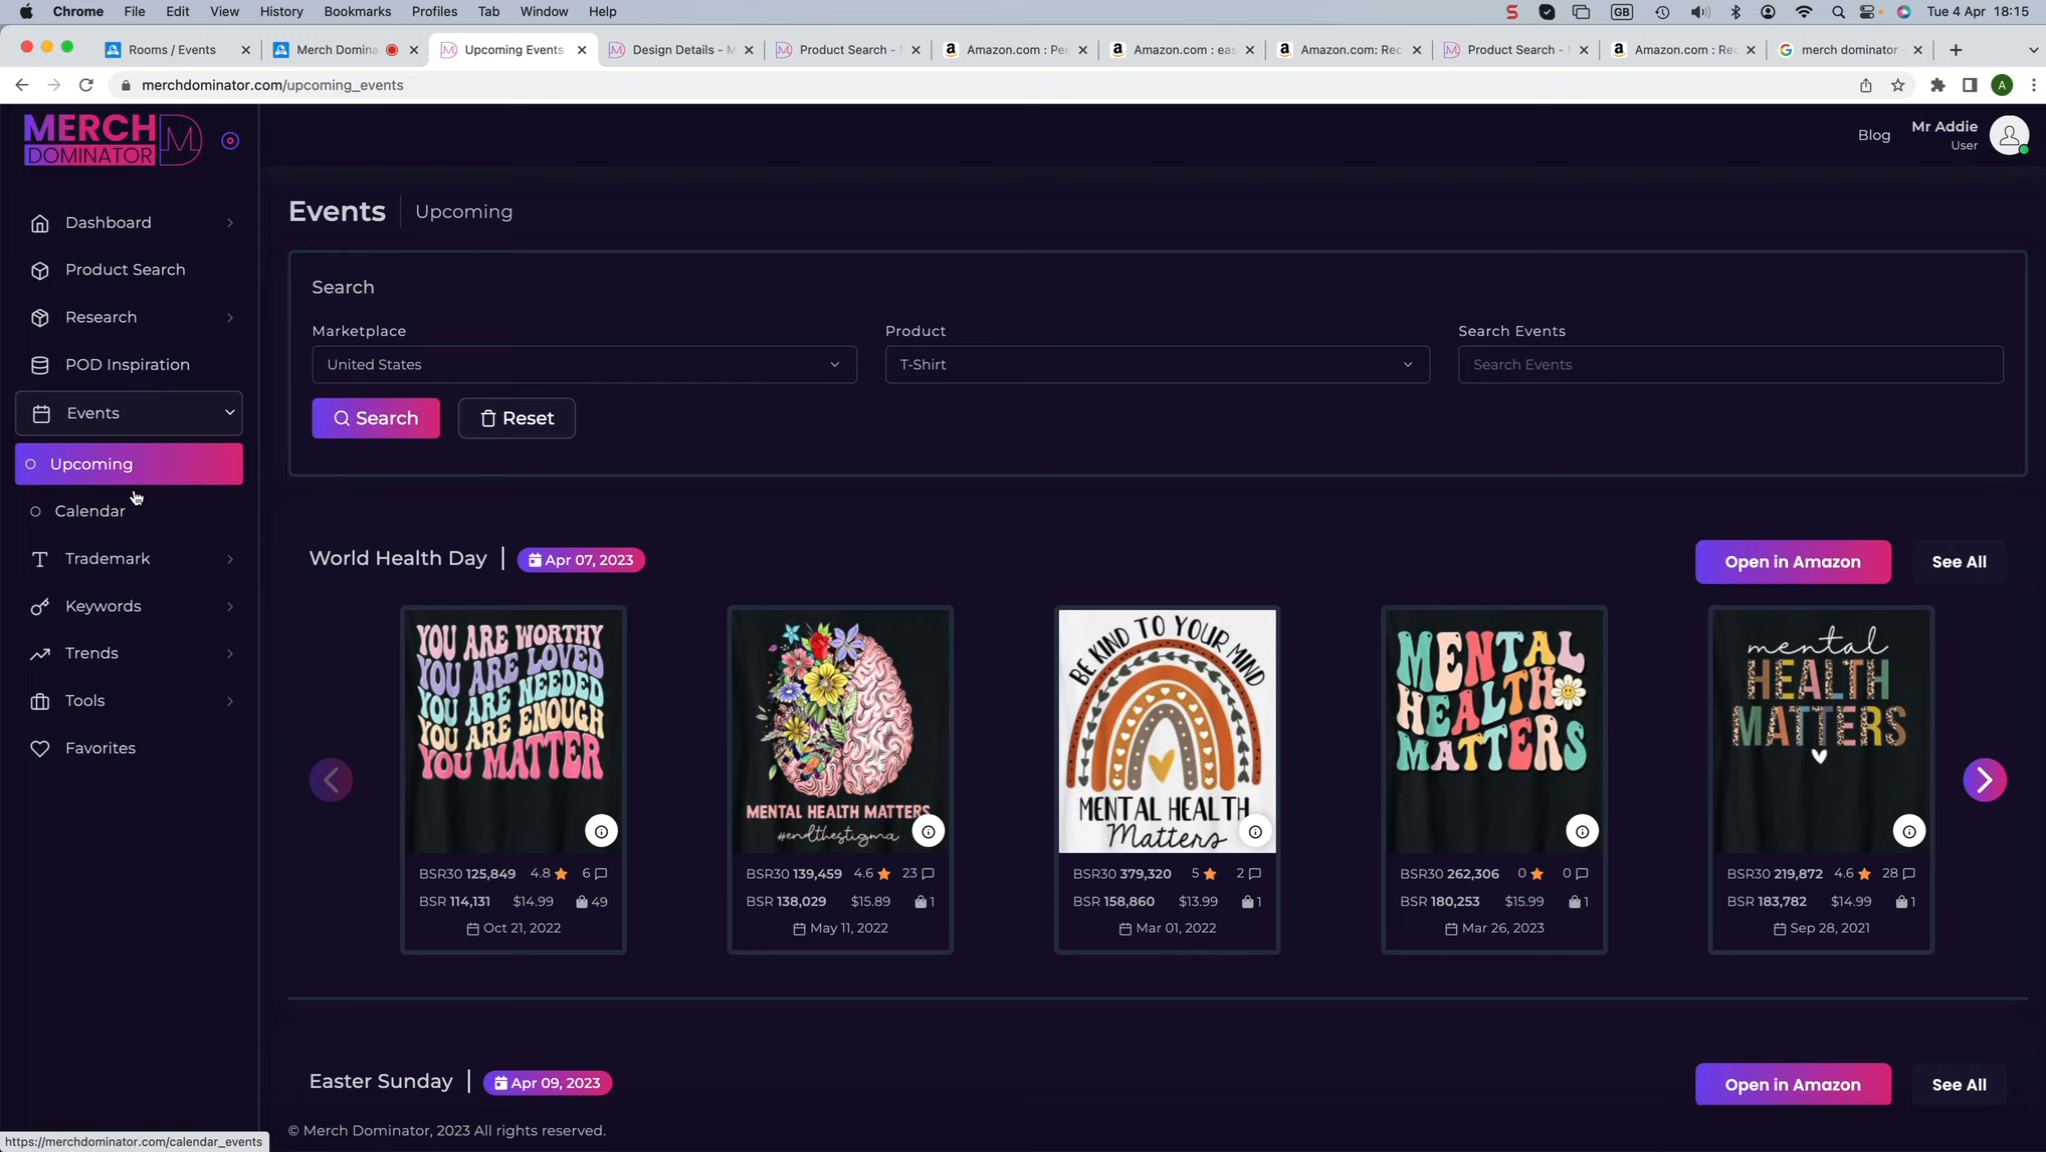 Chrome File Edit View History Bookmarks Profiles Tab Window Help
S GB Tue 4 Apr 18:15
Rooms / Events
Merch Domina
Upcoming Events
Design Details - M
Product Search -
Amazon.com : Pee
Amazon.com : eas
Amazon.com: Rec
Product Search -
Amazon.com : Rec
merch dominator
merchdominator.com/upcoming_events
A
MERCH
DOMINATOR
Blog
Mr Addie
User
Dashboard
Product Search
Research
POD Inspiration
Events
Upcoming
Calendar
Trademark
Keywords
Trends
Tools
Favorites
Events | Upcoming
Search
Marketplace
United States
Product
T-Shirt
Search Events
Search Events
Search
Reset
World Health Day | Apr 07, 2023
Open in Amazon
See All
YOU ARE WORTHY
YOU ARE LOVED
YOU ARE NEEDED
YOU ARE ENOUGH
YOU MATTER
BSR30 125,849 4.8 6
BSR 114,131 $14.99 49
Oct 21, 2022
MENTAL HEALTH MATTERS
#endthestigma
BSR30 139,459 4.6 23
BSR 138,029 $15.89 1
May 11, 2022
BE KIND TO YOUR MIND
MENTAL HEALTH
Matters
BSR30 379,320 5 2
BSR 158,860 $13.99 1
Mar 01, 2022
MENTAL
HEALTH
MATTERS
BSR30 262,306 0 0
BSR 180,253 $15.99 1
Mar 26, 2023
mental
HEALTH
MATTERS
BSR30 219,872 4.6 28
BSR 183,782 $14.99 1
Sep 28, 2021
Easter Sunday | Apr 09, 2023
Open in Amazon
See All
© Merch Dominator, 2023 All rights reserved.
https://merchdominator.com/calendar_events